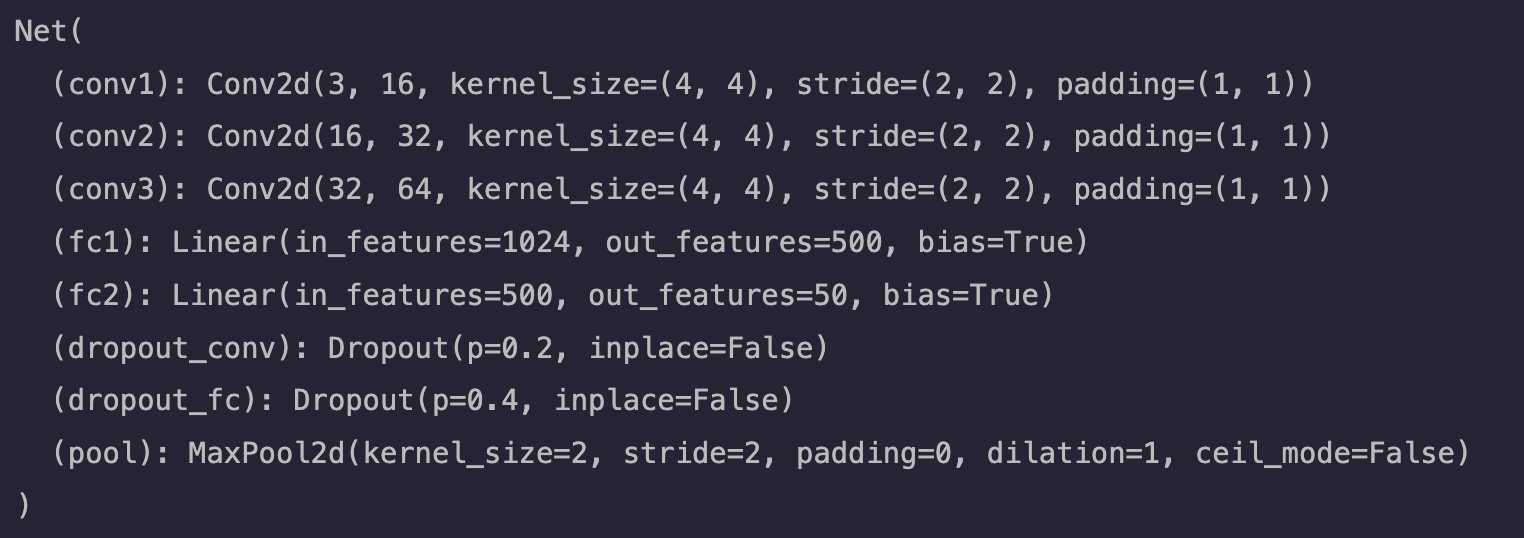 Net(
  (conv1): Conv2d(3, 16, kernel_size=(4, 4), stride=(2, 2), padding=(1, 1))
  (conv2): Conv2d(16, 32, kernel_size=(4, 4), stride=(2, 2), padding=(1, 1))
  (conv3): Conv2d(32, 64, kernel_size=(4, 4), stride=(2, 2), padding=(1, 1))
  (fc1): Linear(in_features=1024, out_features=500, bias=True)
  (fc2): Linear(in_features=500, out_features=50, bias=True)
  (dropout_conv): Dropout(p=0.2, inplace=False)
  (dropout_fc): Dropout(p=0.4, inplace=False)
  (pool): MaxPool2d(kernel_size=2, stride=2, padding=0, dilation=1, ceil_mode=False)
)